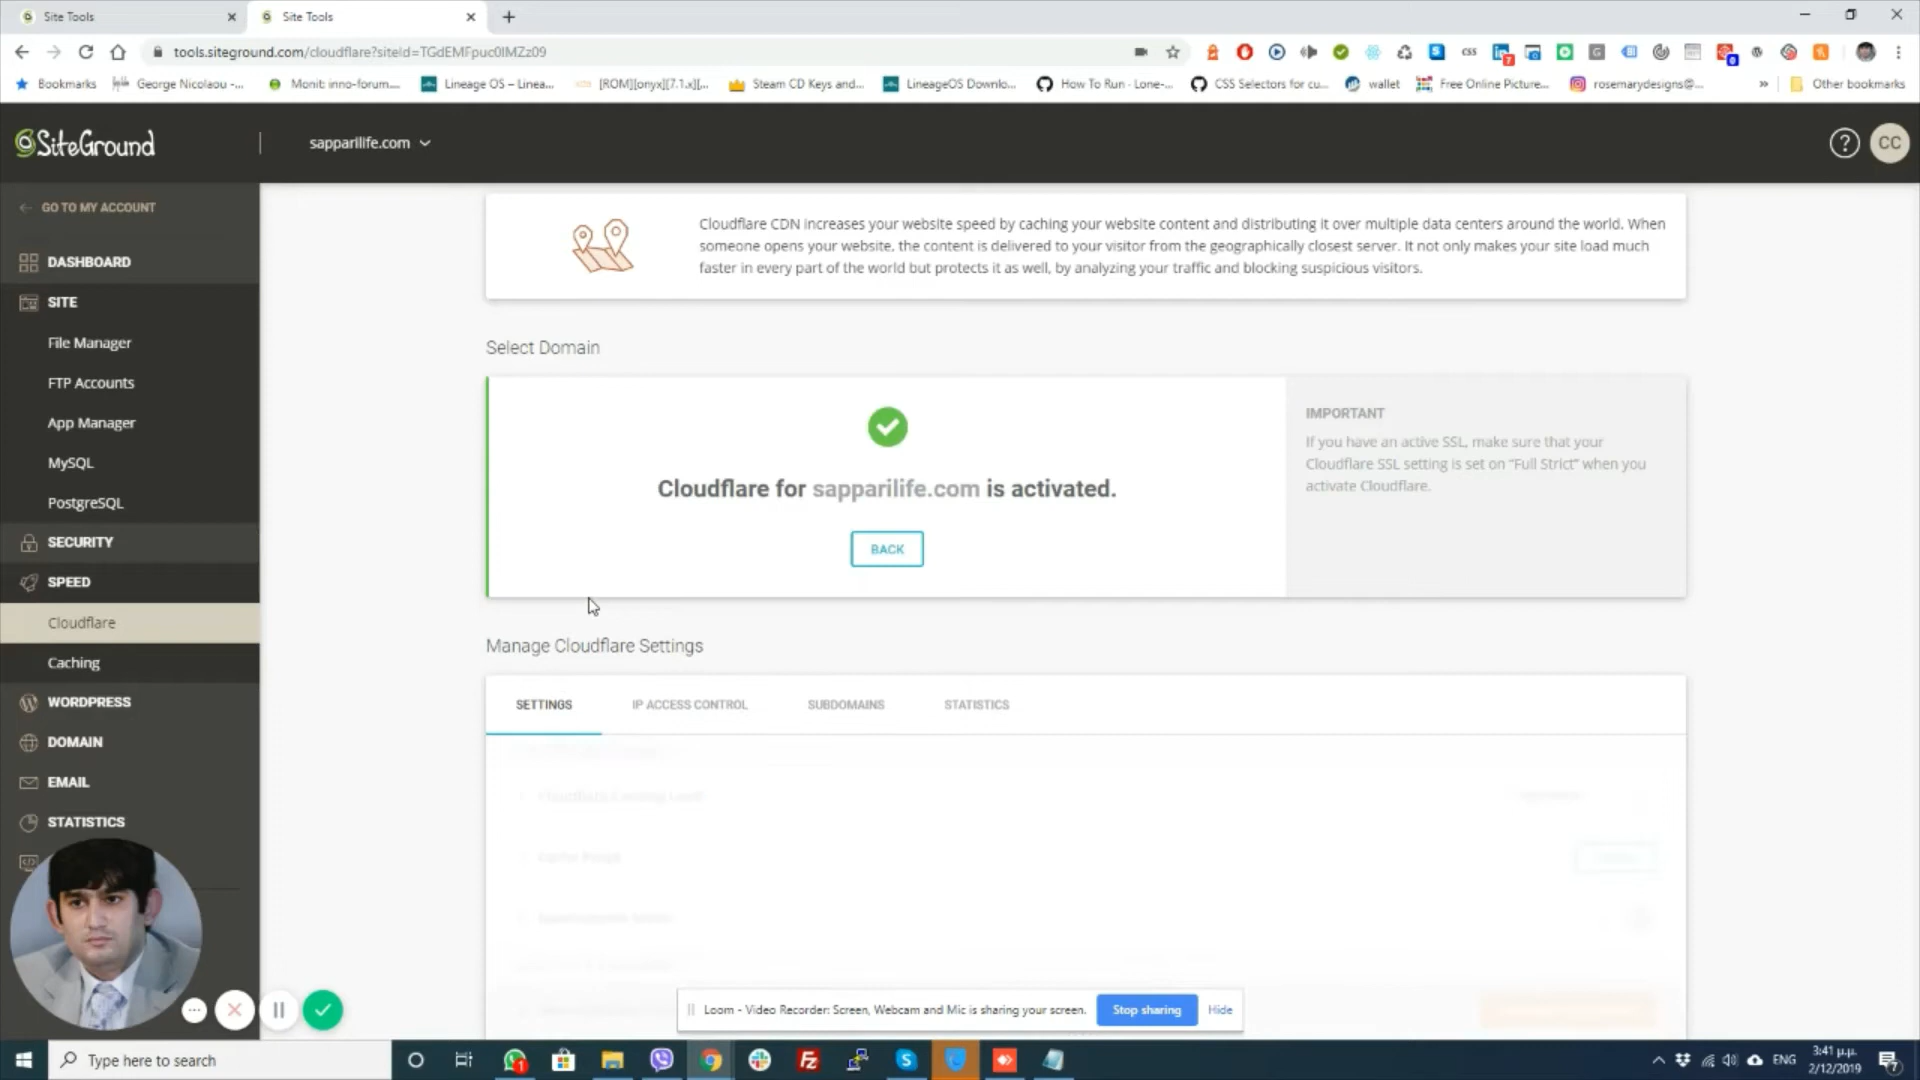 Site Tools
Site Tools
tools.siteground.com/cloudflare?siteId=TGdEMFpuc0lMZz09
Bookmarks
George Nicolaou -...
Monit: inno-forum....
Lineage OS – Linea...
[ROM][onyx][7.1.x][...
Steam CD Keys and...
LineageOS Downlo...
How To Run · Lone-...
CSS Selectors for cu...
wallet
Free Online Picture...
rosemarydesigns@...
»
Other bookmarks
SiteGround
sapparilife.com
CC
GO TO MY ACCOUNT
DASHBOARD
SITE
File Manager
FTP Accounts
App Manager
MySQL
PostgreSQL
SECURITY
SPEED
Cloudflare
Caching
WORDPRESS
DOMAIN
EMAIL
STATISTICS
Cloudflare CDN increases your website speed by caching your website content and distributing it over multiple data centers around the world. When
someone opens your website, the content is delivered to your visitor from the geographically closest server. It not only makes your site load much
faster in every part of the world but protects it as well, by analyzing your traffic and blocking suspicious visitors.
Select Domain
Cloudflare for sapparilife.com is activated.
BACK
IMPORTANT
If you have an active SSL, make sure that your
Cloudflare SSL setting is set on "Full Strict" when you
activate Cloudflare.
Manage Cloudflare Settings
SETTINGS
IP ACCESS CONTROL
SUBDOMAINS
STATISTICS
Loom - Video Recorder: Screen, Webcam and Mic is sharing your screen.
Stop sharing
Hide
Type here to search
ENG
3:41 μ.μ.
2/12/2019